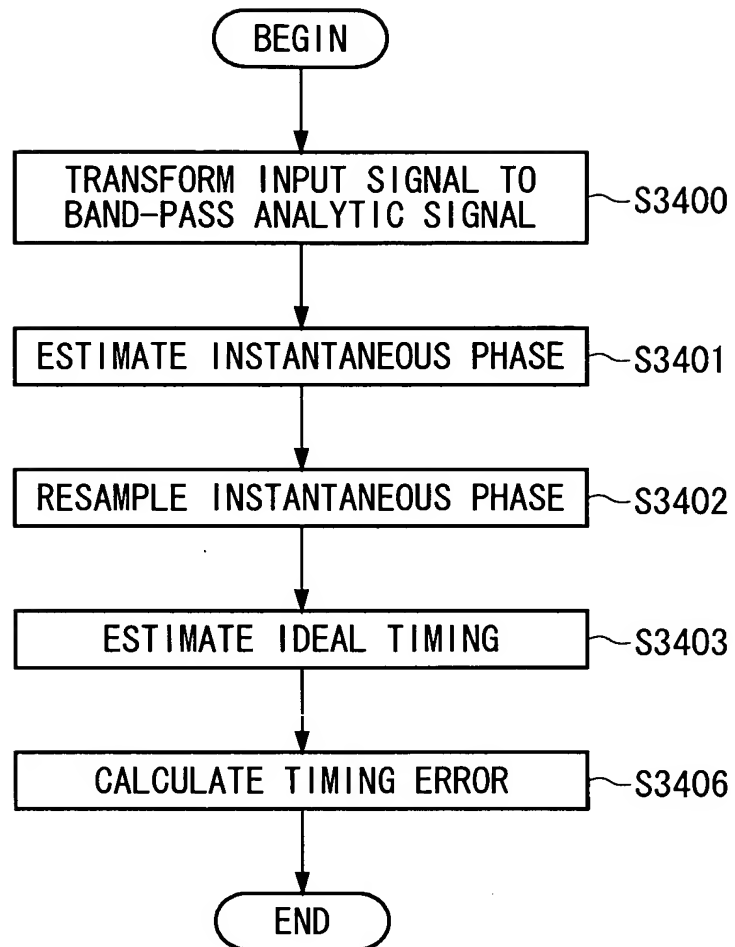 BEGIN
TRANSFORM INPUT SIGNAL TO
BAND-PASS ANALYTIC SIGNAL
S3400
ESTIMATE INSTANTANEOUS PHASE
S3401
RESAMPLE INSTANTANEOUS PHASE
S3402
ESTIMATE IDEAL TIMING
S3403
CALCULATE TIMING ERROR
S3406
END